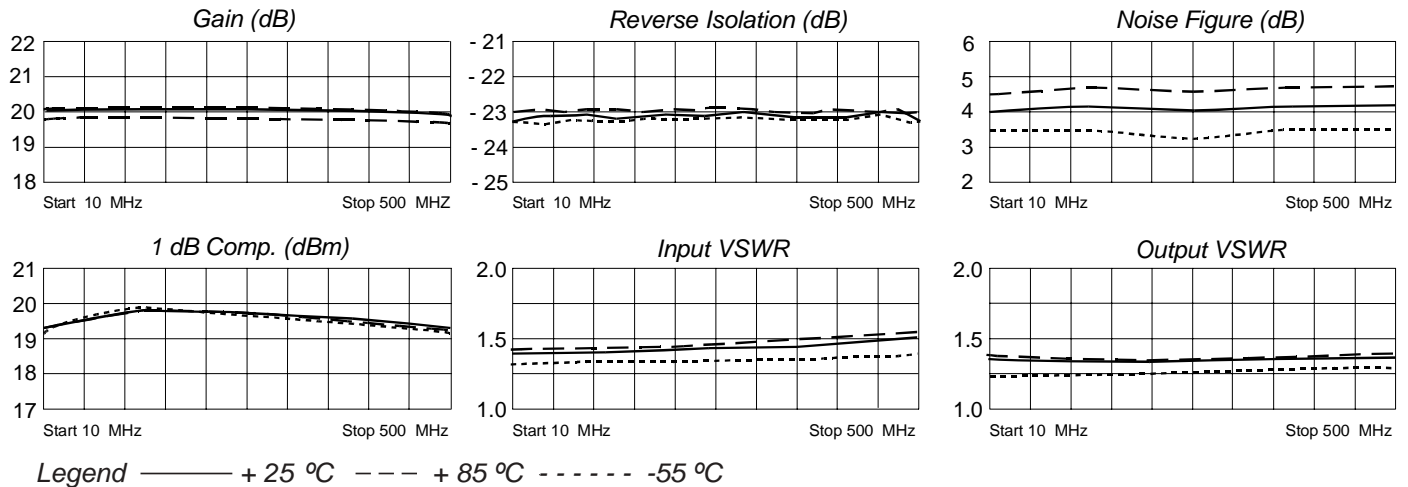 Gain (dB)
22
21
20
19
18
Start 10 MHz
Stop 500 MHZ
Reverse Isolation (dB)
- 21
- 22
- 23
- 24
- 25
Start 10 MHz
Stop 500 MHz
Noise Figure (dB)
6
5
4
3
2
Start 10 MHz
Stop 500 MHz
1 dB Comp. (dBm)
21
20
19
18
17
Start 10 MHz
Stop 500 MHz
Input VSWR
2.0
1.5
1.0
Start 10 MHz
Stop 500 MHz
Output VSWR
2.0
1.5
1.0
Start 10 MHz
Stop 500 MHz
Legend + 25 ºC + 85 ºC -55 ºC